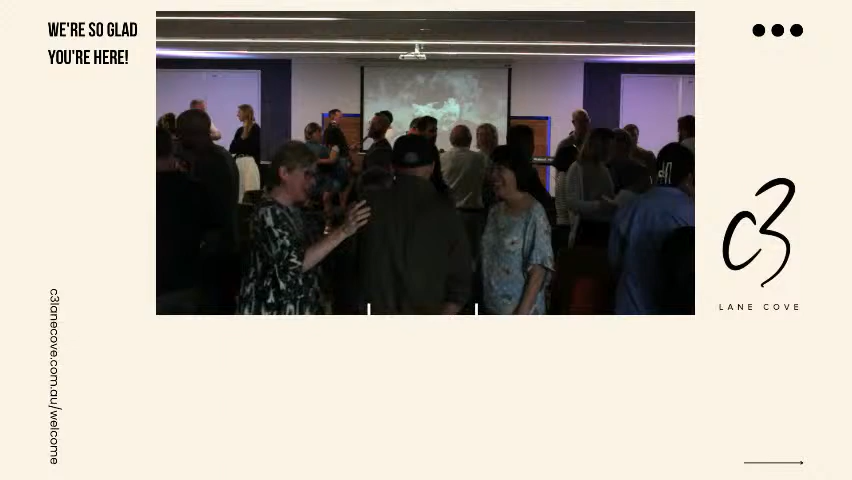 WE'RE SO GLAD
YOU'RE HERE!
c3
LANE COVE
c3lanecove.com.au/welcome